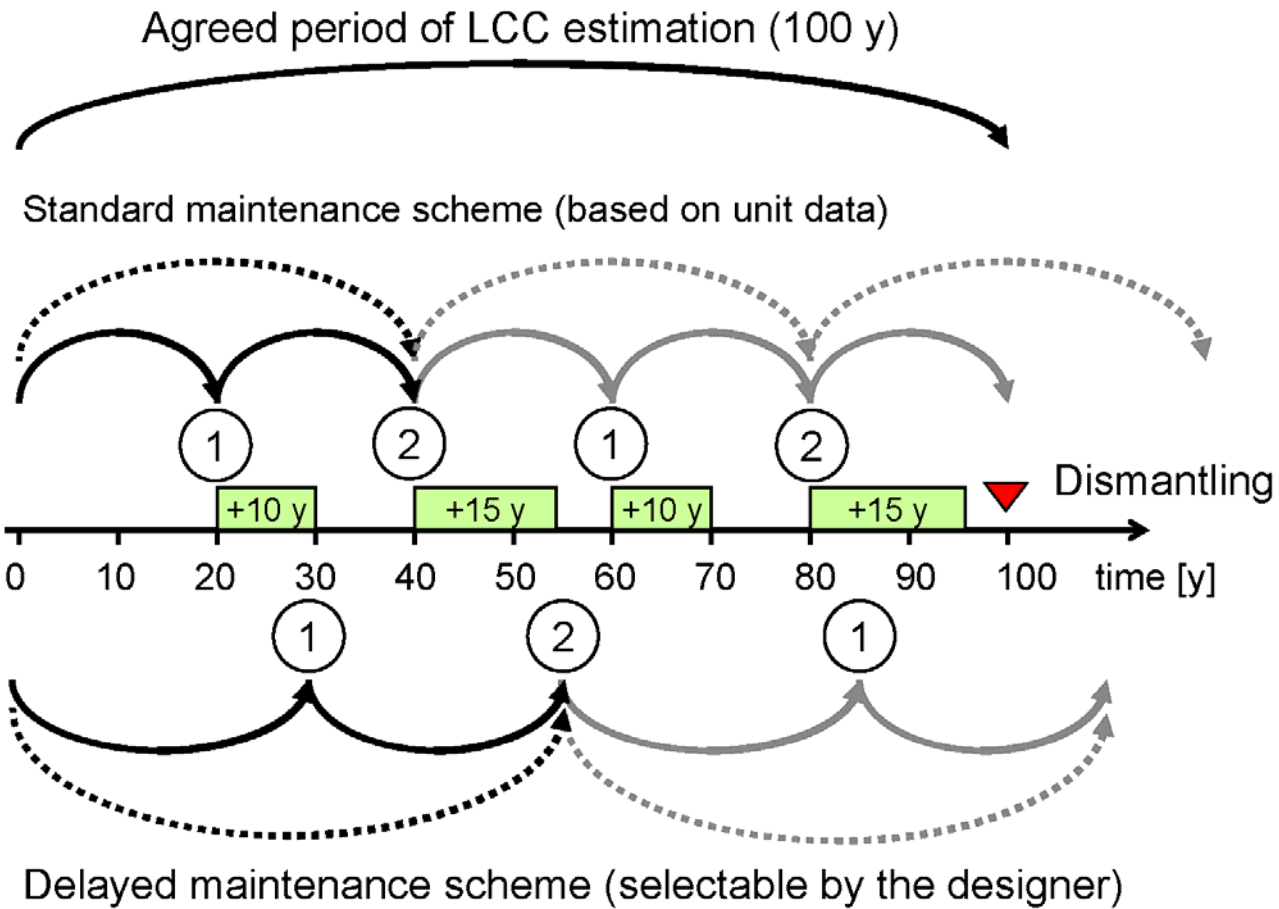 Agreed period of LCC estimation (100 y)
Standard maintenance scheme (based on unit data)
1 2 1 2
Dismantling
+10 y +15 y +10 y +15 y
0 10 20 30 40 50 60 70 80 90 100 time [y]
1 2 1
Delayed maintenance scheme (selectable by the designer)